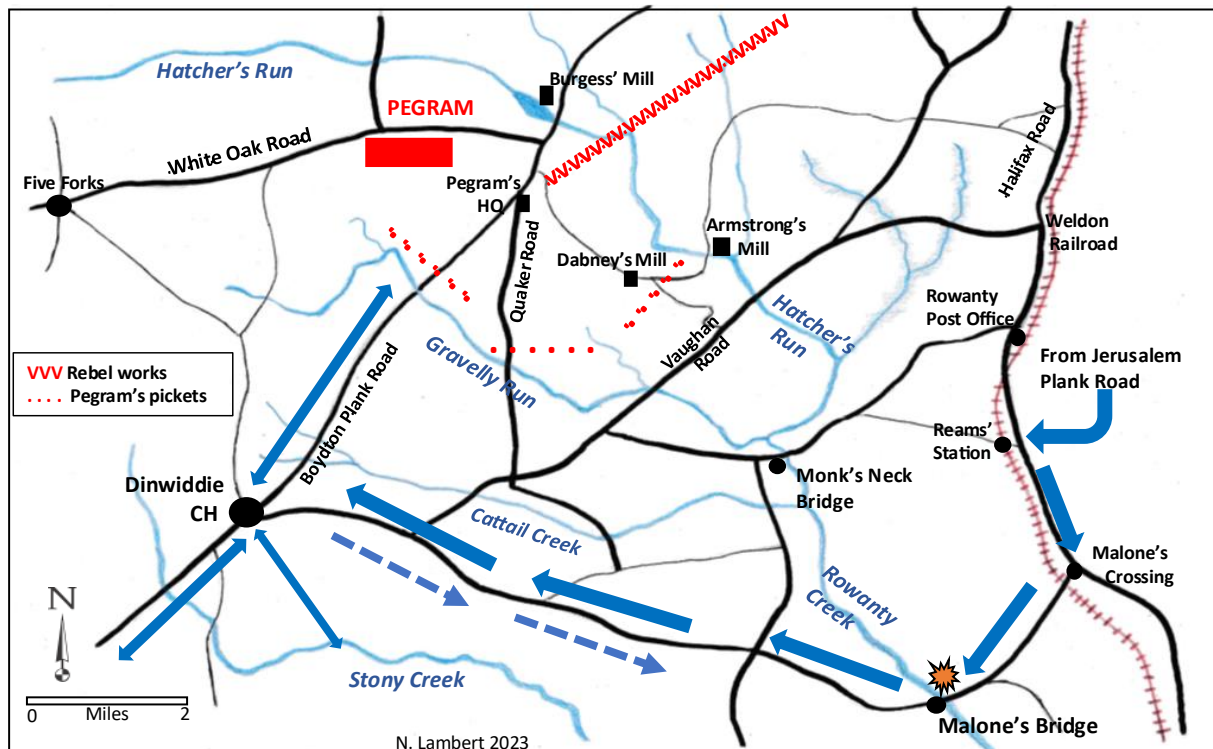 Hatcher's Run
Burgess' Mill
PEGRAM
White Oak Road
Five Forks
Pegram's
HQ
Quaker Road
Dabney's Mill
Armstrong's
Mill
Halifax Road
Weldon
Railroad
Rowanty
Post Office
Hatcher's
Run
Vaughan
Road
Gravelly Run
From Jerusalem
Plank Road
VVV Rebel works
.... Pegram's pickets
Boydton Plank Road
Reams'
Station
Dinwiddie
CH
Monk's Neck
Bridge
Cattail Creek
Malone's
Crossing
Rowanty
Creek
N
Stony Creek
0 Miles 2
Malone's Bridge
N. Lambert 2023